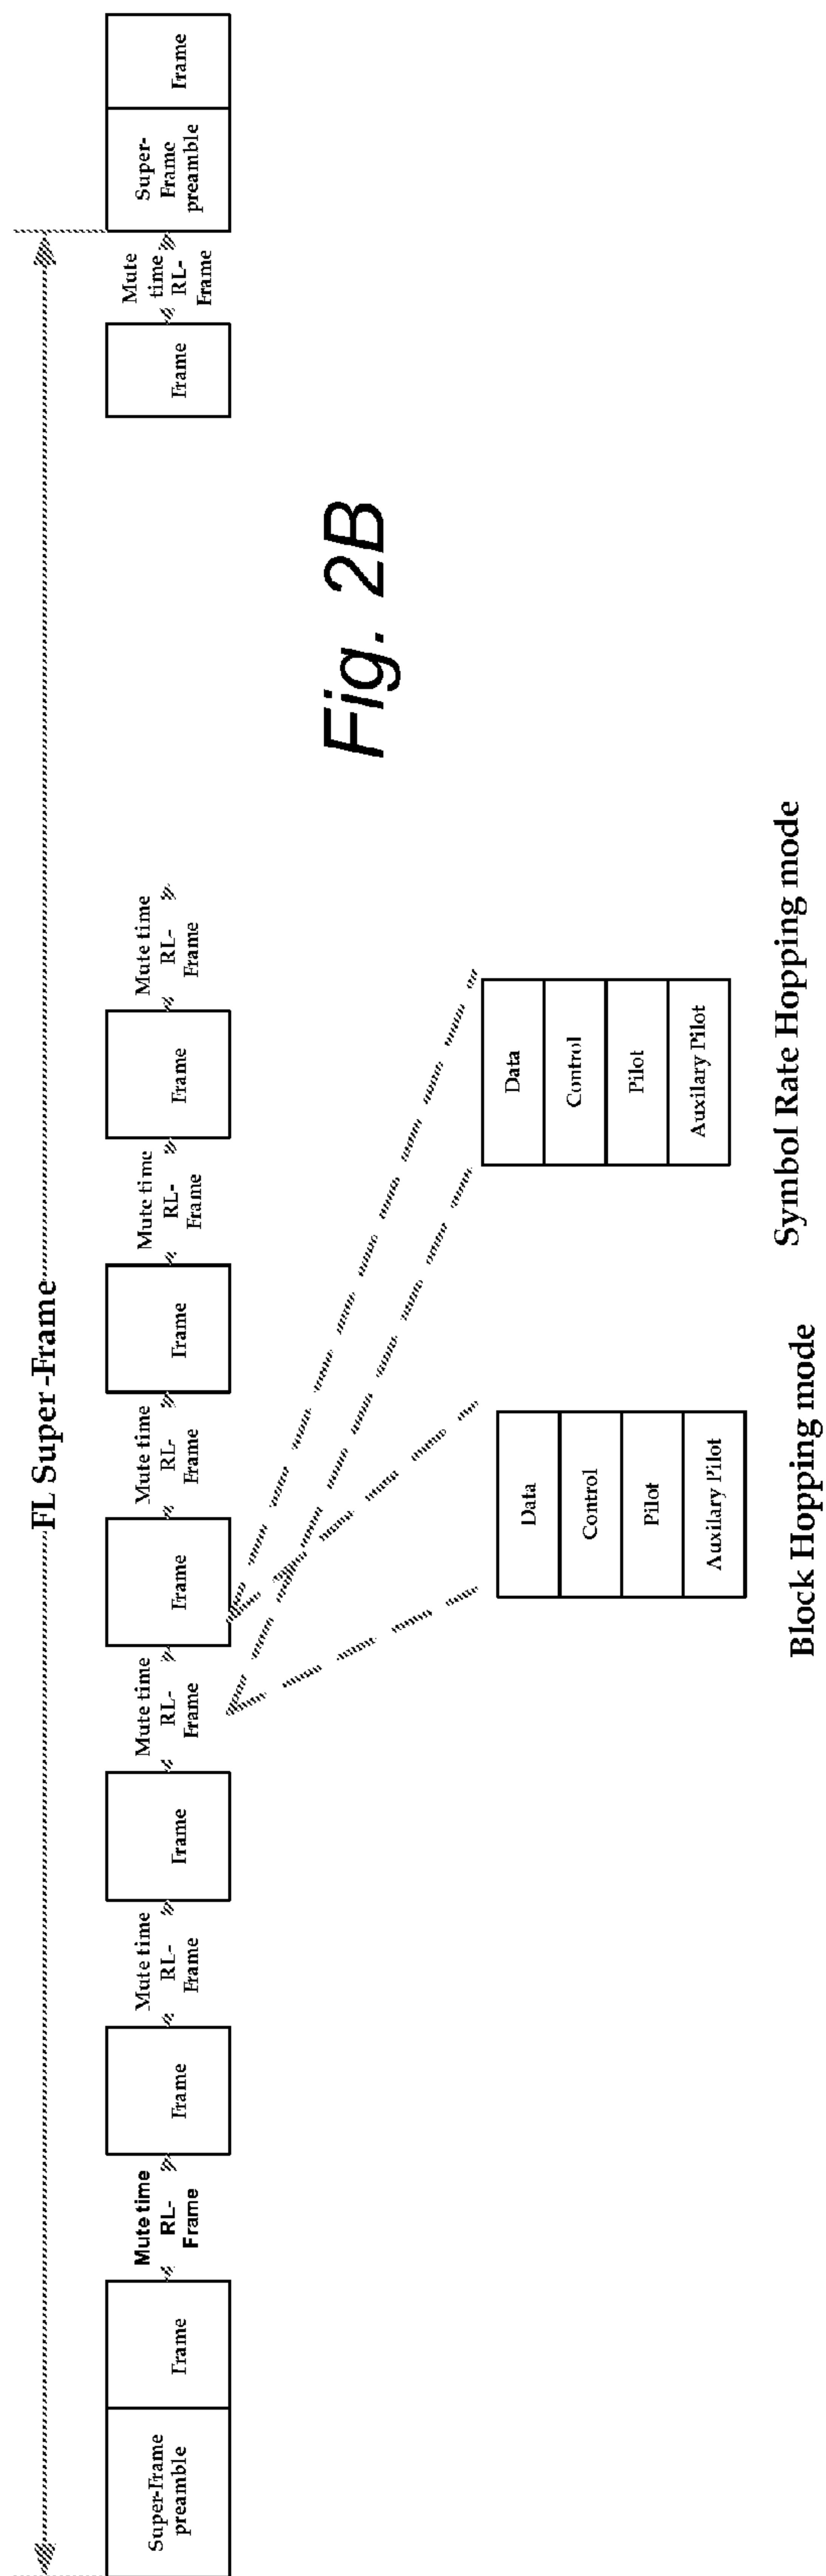 FL Super-Frame
Super-Frame
preamble
Frame
Mute time
RL-
Frame
Frame
Mute time
RL-
Frame
Frame
Mute time
RL-
Frame
Frame
Mute time
RL-
Frame
Frame
Mute time
RL-
Frame
Frame
Mute time
RL-
Frame
Frame
Mute
time
RL-
Frame
Super-
Frame
preamble
Frame
Data
Control
Pilot
Auxilary Pilot
Block Hopping mode
Data
Control
Pilot
Auxilary Pilot
Symbol Rate Hopping mode
Fig. 2B